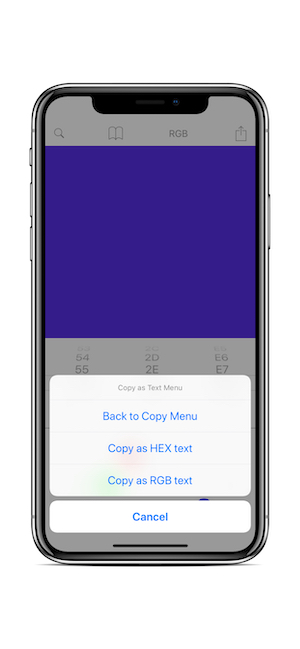 RGB
54 2D E6
55 2E E7
Copy as Text Menu
Back to Copy Menu
Copy as HEX text
Copy as RGB text
Cancel